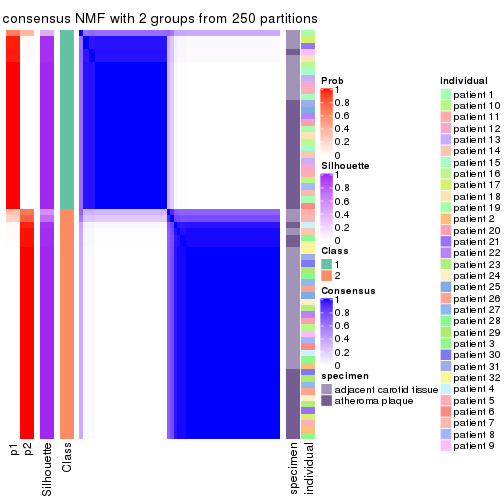 consensus NMF with 2 groups from 250 partitions
Prob
1
0.8
0.6
0.4
0.2
0
Silhouette
1
0.8
0.6
0.4
0.2
0
Class
1
2
Consensus
1
0.8
0.6
0.4
0.2
0
specimen
adjacent carotid tissue
atheroma plaque
individual
patient 1
patient 10
patient 11
patient 12
patient 13
patient 14
patient 15
patient 16
patient 17
patient 18
patient 19
patient 2
patient 20
patient 21
patient 22
patient 23
patient 24
patient 25
patient 26
patient 27
patient 28
patient 29
patient 3
patient 30
patient 31
patient 32
patient 4
patient 5
patient 6
patient 7
patient 8
patient 9
p1
p2
Silhouette
Class
specimen
individual